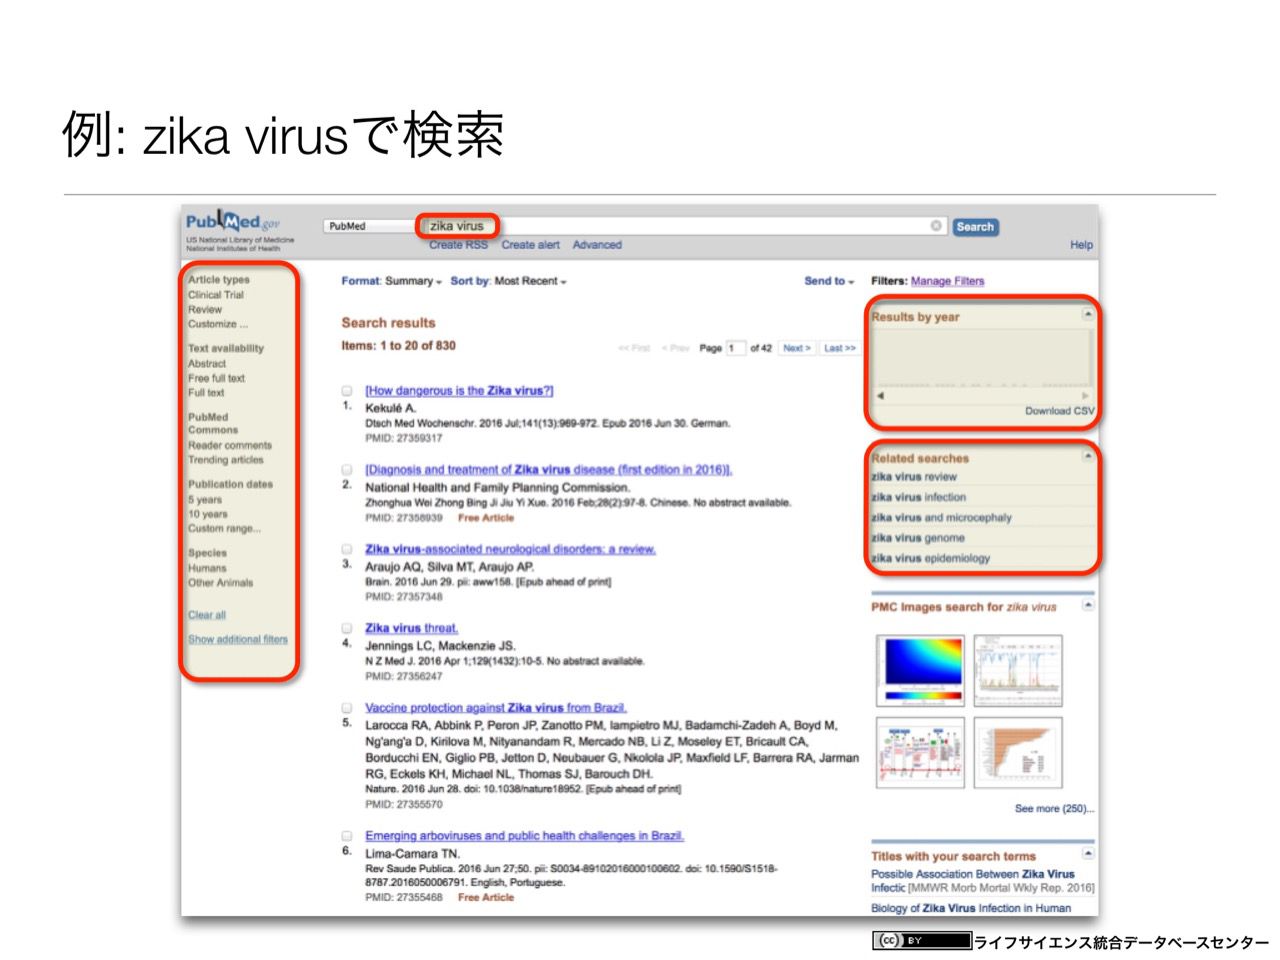 例: zika virusで検索
PubMed.gov
US National Library of Medicine
National Institutes of Health
PubMed
zika virus
Search
Create RSS Create alert Advanced
Help
Article types
Clinical Trial
Review
Customize ...
Text availability
Abstract
Free full text
Full text
PubMed
Commons
Reader comments
Trending articles
Publication dates
5 years
10 years
Custom range...
Species
Humans
Other Animals
Clear all
Show additional filters
Format: Summary Sort by: Most Recent
Send to
Search results
Items: 1 to 20 of 830
<< First < Prev Page 1 of 42 Next > Last >>
[How dangerous is the Zika virus?]
1. Kekulé A.
Dtsch Med Wochenschr. 2016 Jul;141(13):969-972. Epub 2016 Jun 30. German.
PMID: 27359317
[Diagnosis and treatment of Zika virus disease (first edition in 2016)].
2. National Health and Family Planning Commission.
Zhonghua Wei Zhong Bing Ji Jiu Yi Xue. 2016 Feb;28(2):97-8. Chinese. No abstract available.
PMID: 27358939 Free Article
Zika virus-associated neurological disorders: a review.
3. Araujo AQ, Silva MT, Araujo AP.
Brain. 2016 Jun 29. pii: aww158. [Epub ahead of print]
PMID: 27357348
Zika virus threat.
4. Jennings LC, Mackenzie JS.
N Z Med J. 2016 Apr 1;129(1432):10-5. No abstract available.
PMID: 27356247
Vaccine protection against Zika virus from Brazil.
5. Larocca RA, Abbink P, Peron JP, Zanotto PM, Iampietro MJ, Badamchi-Zadeh A, Boyd M,
Ng'ang'a D, Kirilova M, Nityanandam R, Mercado NB, Li Z, Moseley ET, Bricault CA,
Borducchi EN, Giglio PB, Jetton D, Neubauer G, Nkolola JP, Maxfield LF, Barrera RA, Jarman
RG, Eckels KH, Michael NL, Thomas SJ, Barouch DH.
Nature. 2016 Jun 28. doi: 10.1038/nature18952. [Epub ahead of print]
PMID: 27355570
Emerging arboviruses and public health challenges in Brazil.
6. Lima-Camara TN.
Rev Saude Publica. 2016 Jun 27;50. pii: S0034-89102016000100602. doi: 10.1590/S1518-
8787.2016050006791. English, Portuguese.
PMID: 27355468 Free Article
Filters: Manage Filters
Results by year
Download CSV
Related searches
zika virus review
zika virus infection
zika virus and microcephaly
zika virus genome
zika virus epidemiology
PMC Images search for zika virus
See more (250)...
Titles with your search terms
Possible Association Between Zika Virus
Infectic [MMWR Morb Mortal Wkly Rep. 2016]
Biology of Zika Virus Infection in Human
cc BY ライフサイエンス統合データベースセンター